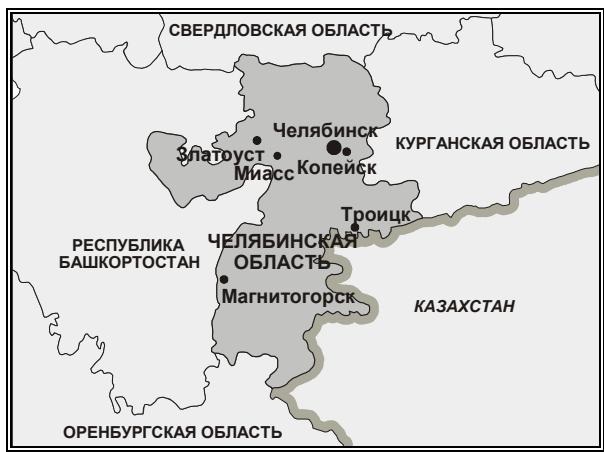 СВЕРДЛОВСКАЯ ОБЛАСТЬ
Челябинск
КУРГАНСКАЯ ОБЛАСТЬ
Златоуст
Миасс
Копейск
Троицк
РЕСПУБЛИКА
БАШКОРТОСТАН
ЧЕЛЯБИНСКАЯ
ОБЛАСТЬ
Магнитогорск
КАЗАХСТАН
ОРЕНБУРГСКАЯ ОБЛАСТЬ